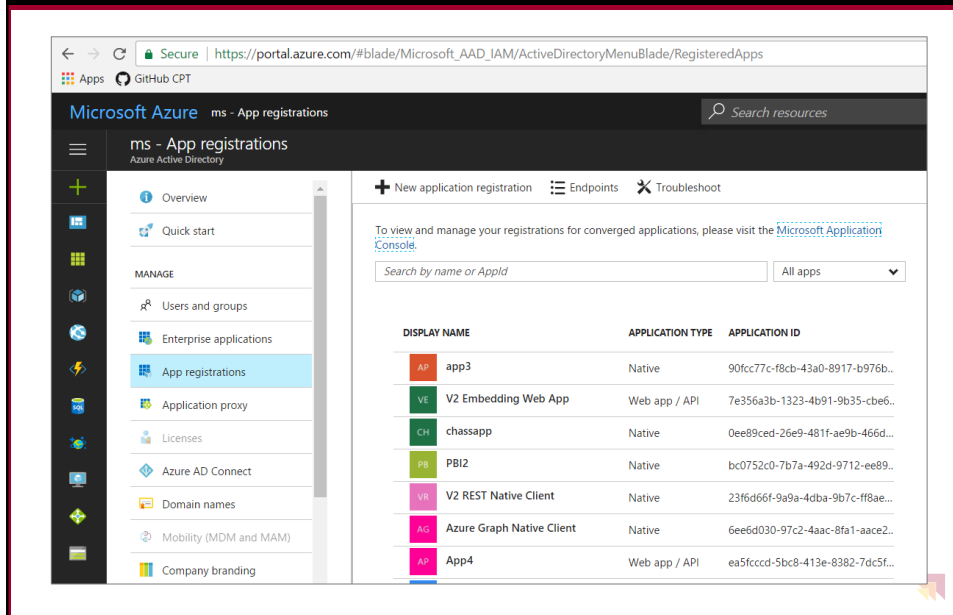 Secure | https://portal.azure.com/#blade/Microsoft_AAD_IAM/ActiveDirectoryMenuBlade/RegisteredApps
Apps GitHub CPT
Microsoft Azure ms - App registrations Search resources
ms - App registrations
Azure Active Directory
Overview
Quick start
MANAGE
Users and groups
Enterprise applications
App registrations
Application proxy
Licenses
Azure AD Connect
Domain names
Mobility (MDM and MAM)
Company branding
New application registration Endpoints Troubleshoot
To view and manage your registrations for converged applications, please visit the Microsoft Application
Console.
Search by name or AppId All apps
DISPLAY NAME APPLICATION TYPE APPLICATION ID
AP app3 Native 90fcc77c-f8cb-43a0-8917-b976b..
VE V2 Embedding Web App Web app / API 7e356a3b-1323-4b91-9b35-cbe6..
CH chassapp Native 0ee89ced-26e9-481f-ae9b-466d...
PB PBI2 Native bc0752c0-7b7a-492d-9712-ee89..
VR V2 REST Native Client Native 23f6d66f-9a9a-4dba-9b7c-ff8ae...
AG Azure Graph Native Client Native 6ee6d030-97c2-4aac-8fa1-aace2...
AP App4 Web app / API ea5fcccd-5bc8-413e-8382-7dc5f...
SQL